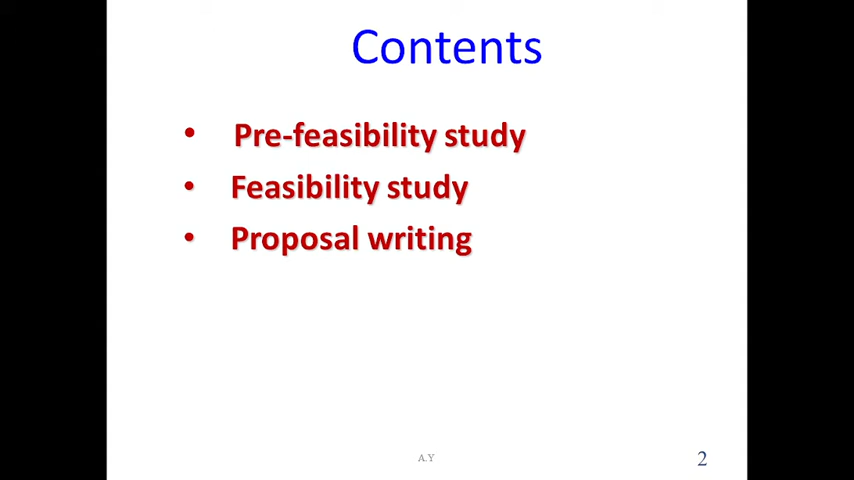 Contents
• Pre-feasibility study
• Feasibility study
• Proposal writing
A.Y
2